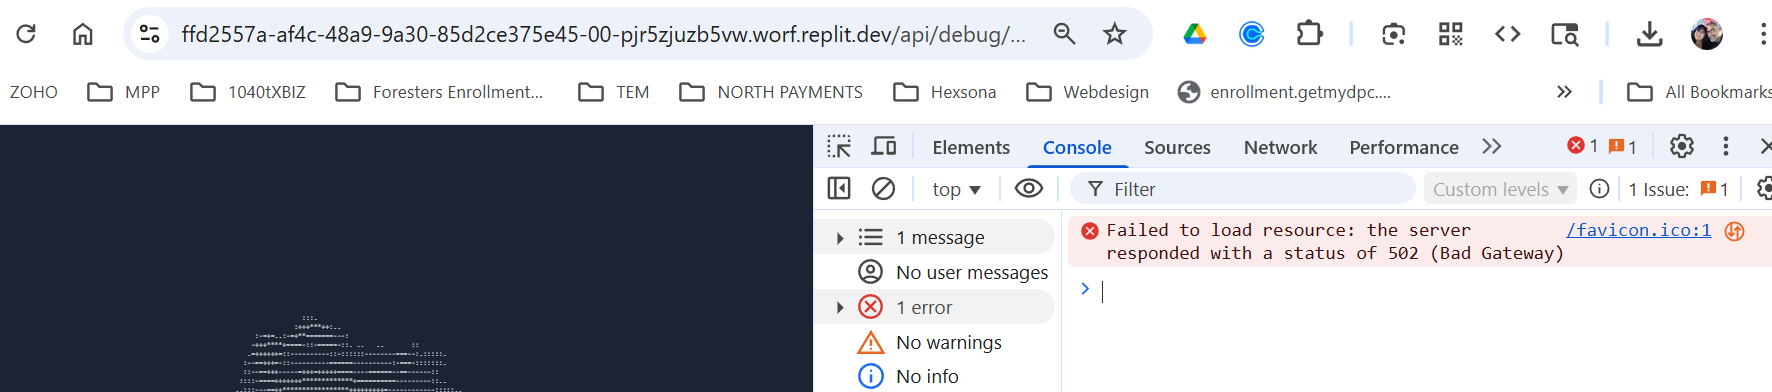 ffd2557a-af4c-48a9-9a30-85d2ce375e45-00-pjr5zjuzb5vw.worf.replit.dev/api/debug/...
ZOHO MPP 1040tXBIZ Foresters Enrollment... TEM NORTH PAYMENTS Hexsona Webdesign enrollment.getmydpc.... » All Bookmarks
Elements Console Sources Network Performance 1 1
top Filter Custom levels 1 Issue: 1
1 message
No user messages
1 error
No warnings
No info
Failed to load resource: the server /favicon.ico:1
responded with a status of 502 (Bad Gateway)